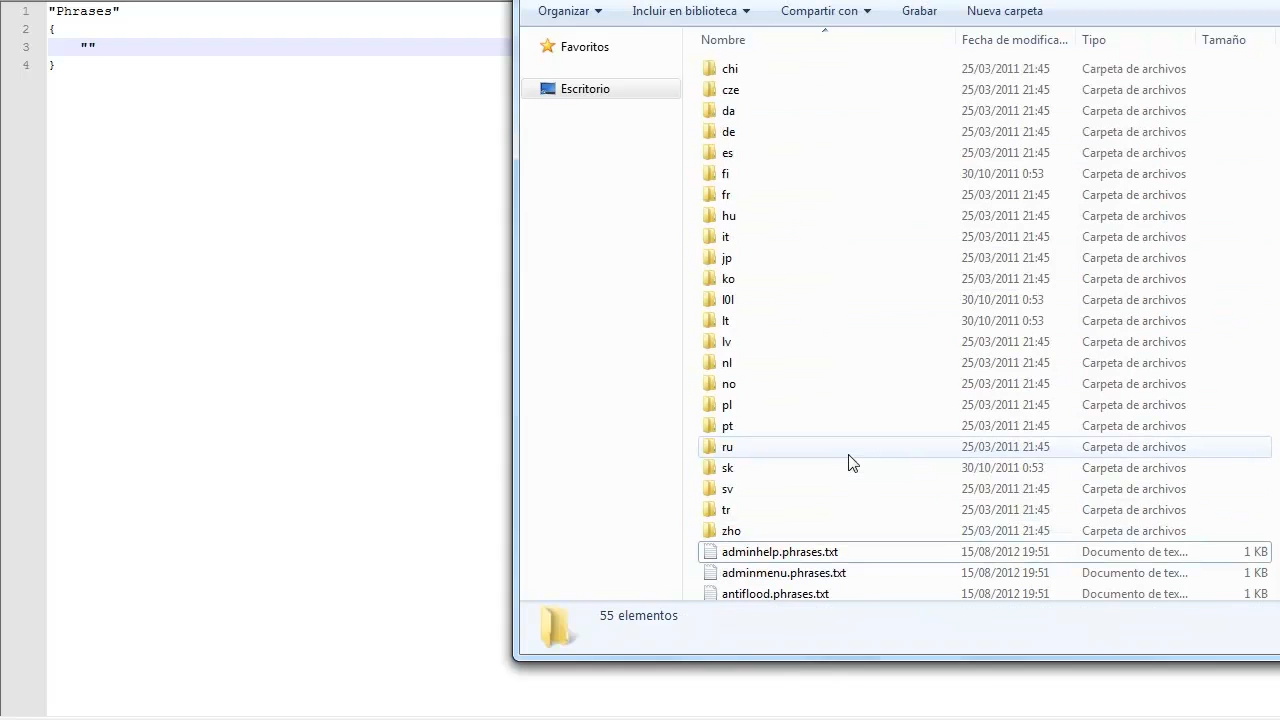 1 "Phrases"
2 {
3 ""
4 }
Organizar Incluir en biblioteca Compartir con Grabar Nueva carpeta
Favoritos
Escritorio
Nombre Fecha de modifica... Tipo Tamaño
chi 25/03/2011 21:45 Carpeta de archivos
cze 25/03/2011 21:45 Carpeta de archivos
da 25/03/2011 21:45 Carpeta de archivos
de 25/03/2011 21:45 Carpeta de archivos
es 25/03/2011 21:45 Carpeta de archivos
fi 30/10/2011 0:53 Carpeta de archivos
fr 25/03/2011 21:45 Carpeta de archivos
hu 25/03/2011 21:45 Carpeta de archivos
it 25/03/2011 21:45 Carpeta de archivos
jp 25/03/2011 21:45 Carpeta de archivos
ko 25/03/2011 21:45 Carpeta de archivos
l0l 30/10/2011 0:53 Carpeta de archivos
lt 30/10/2011 0:53 Carpeta de archivos
lv 25/03/2011 21:45 Carpeta de archivos
nl 25/03/2011 21:45 Carpeta de archivos
no 25/03/2011 21:45 Carpeta de archivos
pl 25/03/2011 21:45 Carpeta de archivos
pt 25/03/2011 21:45 Carpeta de archivos
ru 25/03/2011 21:45 Carpeta de archivos
sk 30/10/2011 0:53 Carpeta de archivos
sv 25/03/2011 21:45 Carpeta de archivos
tr 25/03/2011 21:45 Carpeta de archivos
zho 25/03/2011 21:45 Carpeta de archivos
adminhelp.phrases.txt 15/08/2012 19:51 Documento de tex... 1 KB
adminmenu.phrases.txt 15/08/2012 19:51 Documento de tex... 1 KB
antiflood.phrases.txt 15/08/2012 19:51 Documento de tex... 1 KB
55 elementos